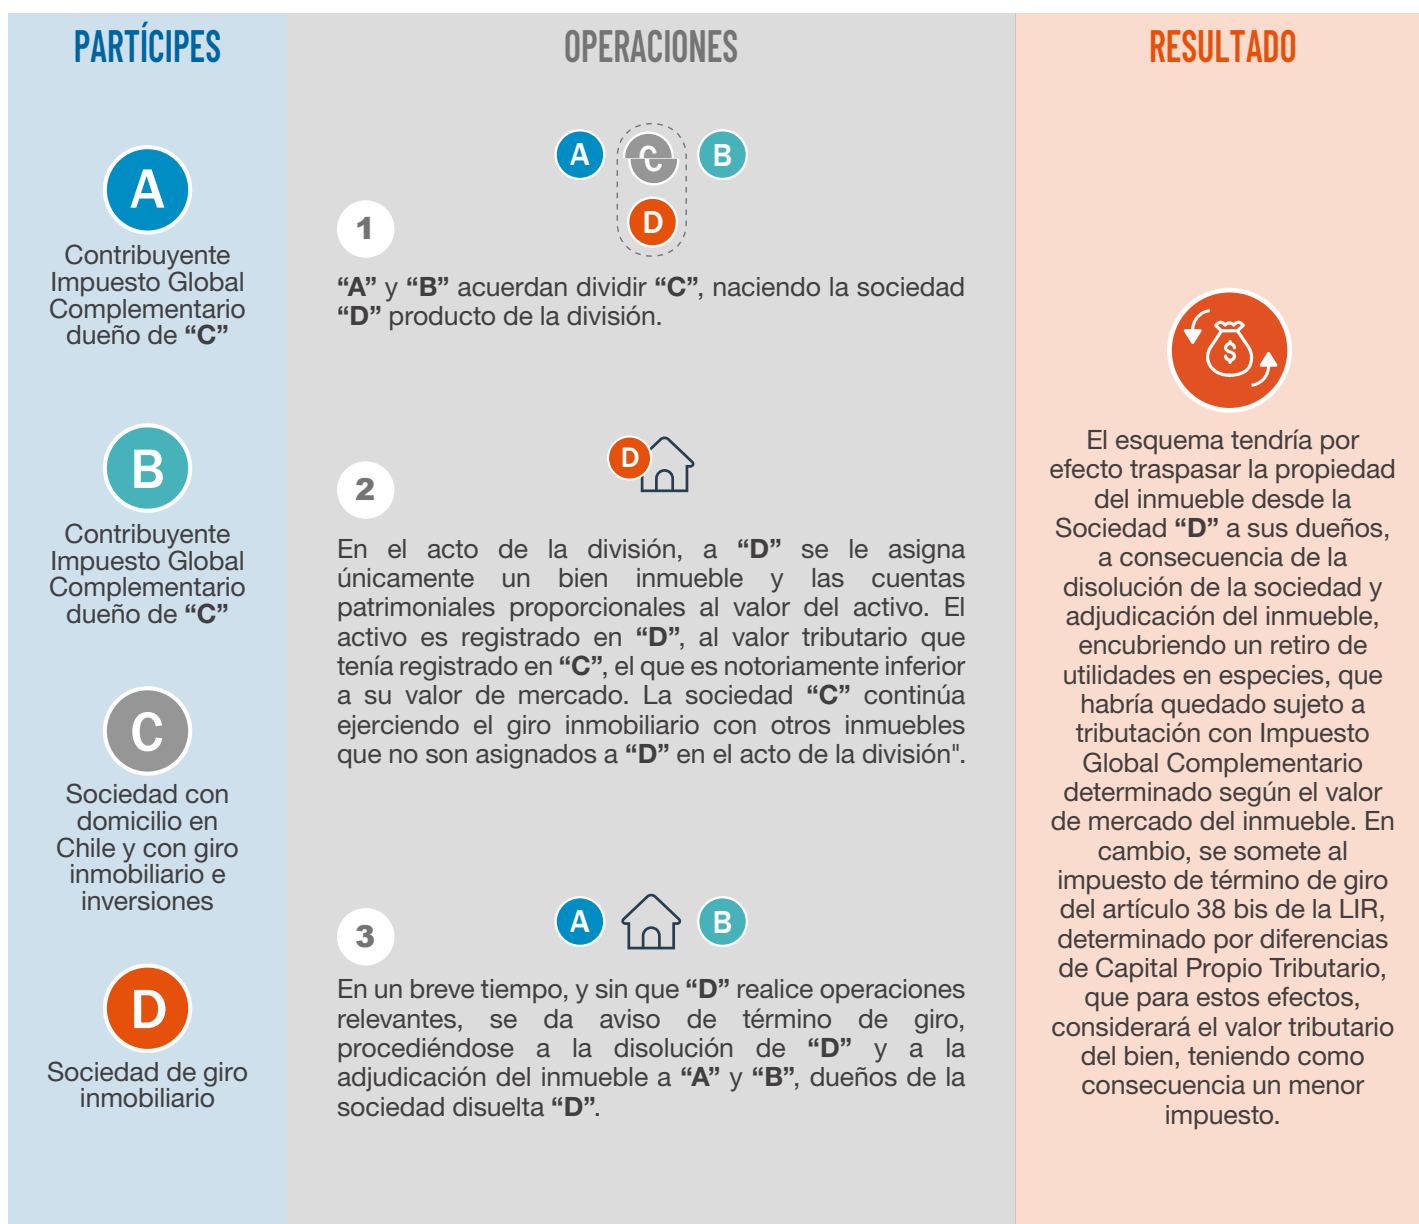 PARTÍCIPES
A
Contribuyente
Impuesto Global
Complementario
dueño de “C”
B
Contribuyente
Impuesto Global
Complementario
dueño de “C”
C
Sociedad con
domicilio en
Chile y con giro
inmobiliario e
inversiones
D
Sociedad de giro
inmobiliario
OPERACIONES
A
C
B
D
1
“A” y “B” acuerdan dividir “C”, naciendo la sociedad
“D” producto de la división.
D
2
En el acto de la división, a “D” se le asigna
únicamente un bien inmueble y las cuentas
patrimoniales proporcionales al valor del activo. El
activo es registrado en “D”, al valor tributario que
tenía registrado en “C”, el que es notoriamente inferior
a su valor de mercado. La sociedad “C” continúa
ejerciendo el giro inmobiliario con otros inmuebles
que no son asignados a “D” en el acto de la división".
A
B
3
En un breve tiempo, y sin que “D” realice operaciones
relevantes, se da aviso de término de giro,
procediéndose a la disolución de “D” y a la
adjudicación del inmueble a “A” y “B”, dueños de la
sociedad disuelta “D”.
RESULTADO
$
El esquema tendría por
efecto traspasar la propiedad
del inmueble desde la
Sociedad “D” a sus dueños,
a consecuencia de la
disolución de la sociedad y
adjudicación del inmueble,
encubriendo un retiro de
utilidades en especies, que
habría quedado sujeto a
tributación con Impuesto
Global Complementario
determinado según el valor
de mercado del inmueble. En
cambio, se somete al
impuesto de término de giro
del artículo 38 bis de la LIR,
determinado por diferencias
de Capital Propio Tributario,
que para estos efectos,
considerará el valor tributario
del bien, teniendo como
consecuencia un menor
impuesto.